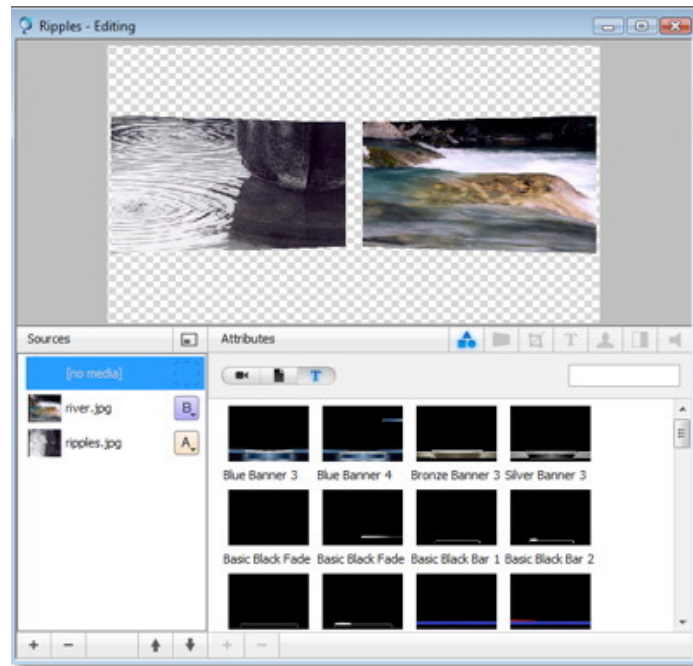 Ripples - Editing
Sources
Attributes
T
[no media]
T
river.jpg
B
ripples.jpg
A
Blue Banner 3
Blue Banner 4
Bronze Banner 3
Silver Banner 3
Basic Black Fade
Basic Black Fade
Basic Black Bar 1
Basic Black Bar 2